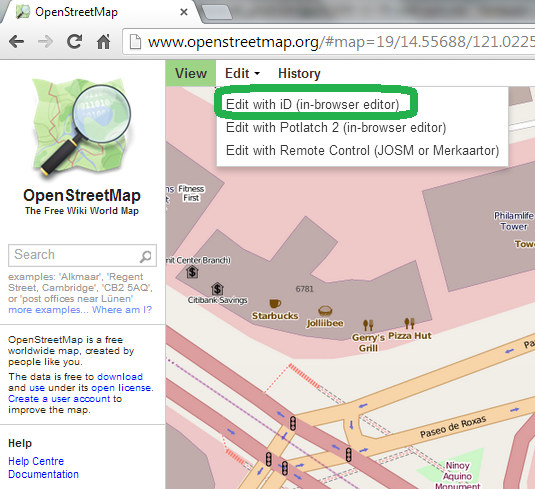 OpenStreetMap
www.openstreetmap.org/#map=19/14.55688/121.0225
View Edit History
Edit with iD (in-browser editor)
Edit with Potlatch 2 (in-browser editor)
Edit with Remote Control (JOSM or Merkaartor)
OpenStreetMap
The Free Wiki World Map
Search
examples: 'Alkmaar', 'Regent
Street, Cambridge', 'CB2 5AQ',
or 'post offices near Lünen'
more examples... Where am I?
OpenStreetMap is a free
worldwide map, created by
people like you.
The data is free to download
and use under its open license.
Create a user account to
improve the map.
Help
Help Centre
Documentation
Fitness
First
Philamlife
Tower
Towe
nit Center Branch)
Citibank Savings
6781
Starbucks
Jolliibee
Gerry's
Grill
Pizza Hut
Pa
Paseo de Roxas
Ninoy
Aquino
Monument